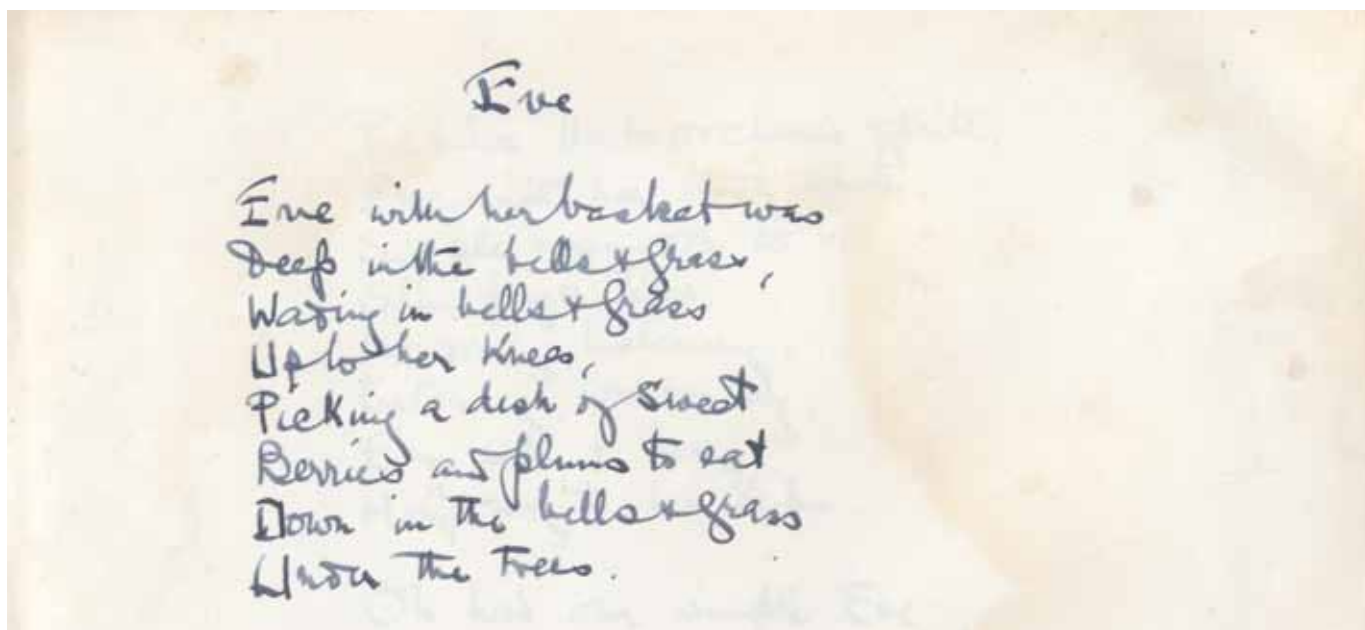 Eve
Eve with her basket was
Deep in the bells & grass,
Wading in bells & grass
Up to her Knees,
Picking a dish of Sweet
Berries and plums to eat
Down in the bells & grass
Under the Trees.